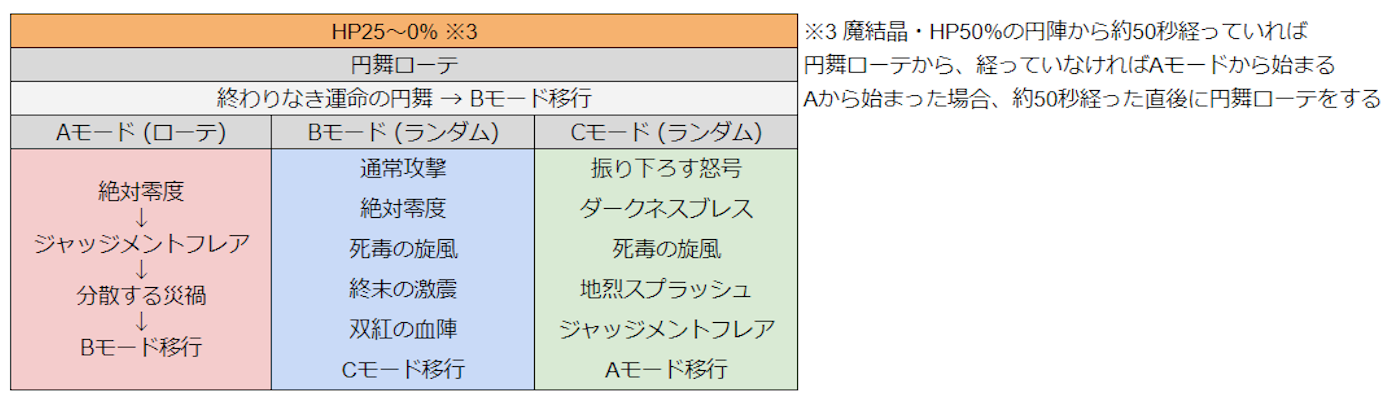 HP25～0% ※3
円舞ローテ
終わりなき運命の円舞 → Bモード移行
Aモード (ローテ)
絶対零度
↓
ジャッジメントフレア
↓
分散する災禍
↓
Bモード移行
Bモード (ランダム)
通常攻撃
絶対零度
死毒の旋風
終末の激震
双紅の血陣
Cモード移行
Cモード (ランダム)
振り下ろす怒号
ダークネスブレス
死毒の旋風
地烈スプラッシュ
ジャッジメントフレア
Aモード移行
※3 魔結晶・HP50%の円陣から約50秒経っていれば
円舞ローテから、経っていなければAモードから始まる
Aから始まった場合、約50秒経った直後に円舞ローテをする